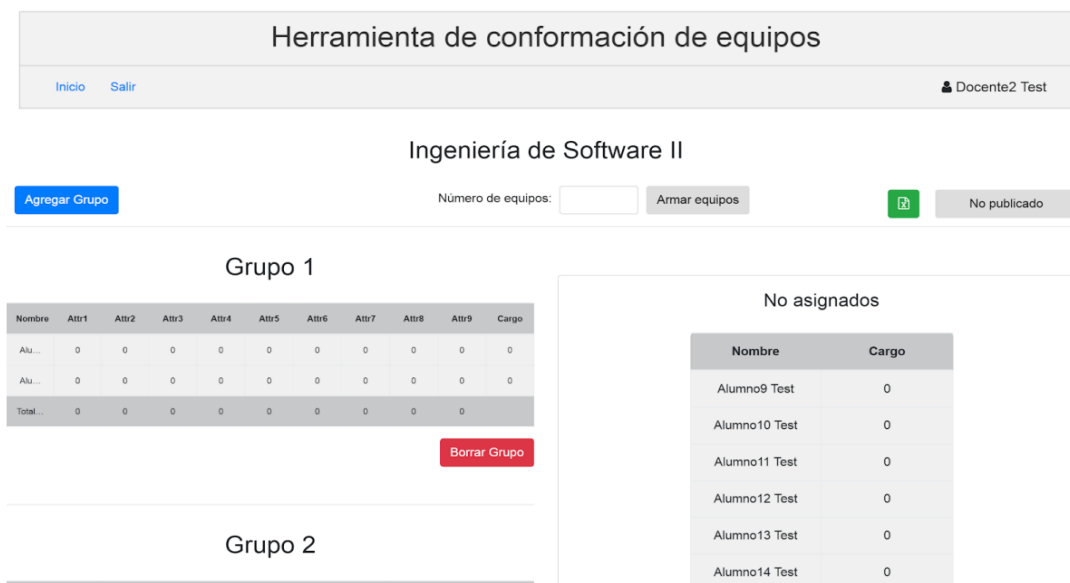 Herramienta de conformación de equipos
Inicio Salir Docente2 Test
Ingeniería de Software II
Agregar Grupo Número de equipos: Armar equipos No publicado
Grupo 1
Nombre Attr1 Attr2 Attr3 Attr4 Attr5 Attr6 Attr7 Attr8 Attr9 Cargo
Alu... 0 0 0 0 0 0 0 0 0 0
Alu... 0 0 0 0 0 0 0 0 0 0
Total... 0 0 0 0 0 0 0 0 0
Borrar Grupo
Grupo 2
No asignados
Nombre Cargo
Alumno9 Test 0
Alumno10 Test 0
Alumno11 Test 0
Alumno12 Test 0
Alumno13 Test 0
Alumno14 Test 0